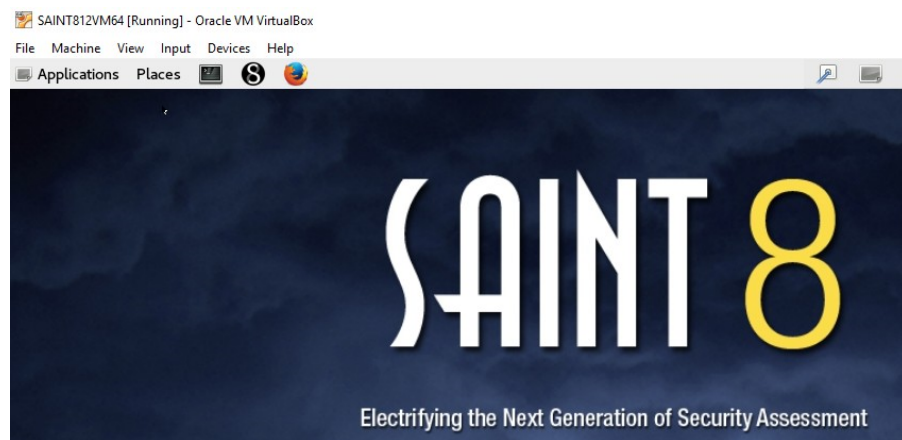 SAINT812VM64 [Running] - Oracle VM VirtualBox
File Machine View Input Devices Help
Applications Places 8
SAINT 8
Electrifying the Next Generation of Security Assessment